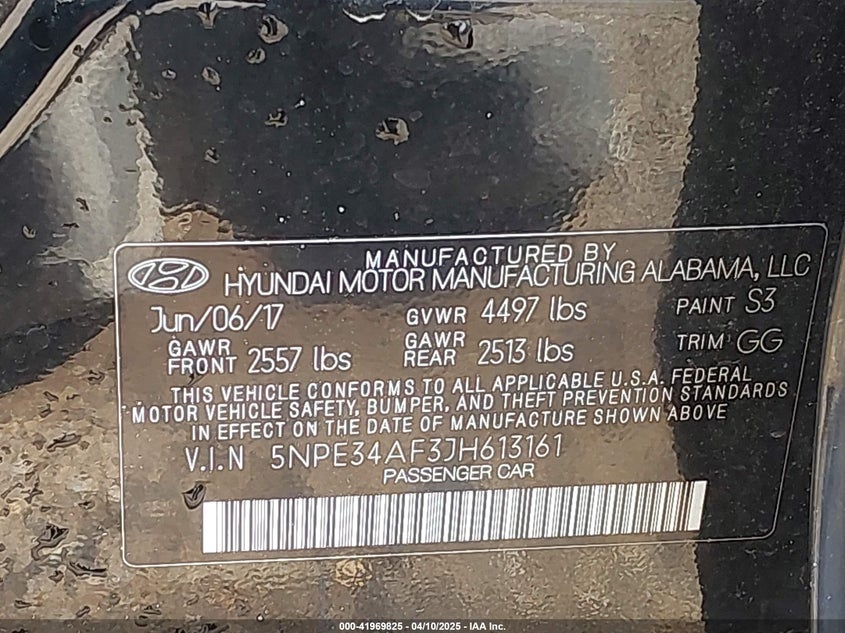 MANUFACTURED BY
HYUNDAI MOTOR MANUFACTURING ALABAMA, LLC
Jun/06/17 GVWR 4497 lbs PAINT S3
GAWR FRONT 2557 lbs GAWR REAR 2513 lbs TRIM GG
THIS VEHICLE CONFORMS TO ALL APPLICABLE U.S.A. FEDERAL
MOTOR VEHICLE SAFETY, BUMPER, AND THEFT PREVENTION STANDARDS
IN EFFECT ON THE DATE OF MANUFACTURE SHOWN ABOVE
V.I.N 5NPE34AF3JH613161
PASSENGER CAR
000-41969825 - 04/10/2025 - IAA Inc.